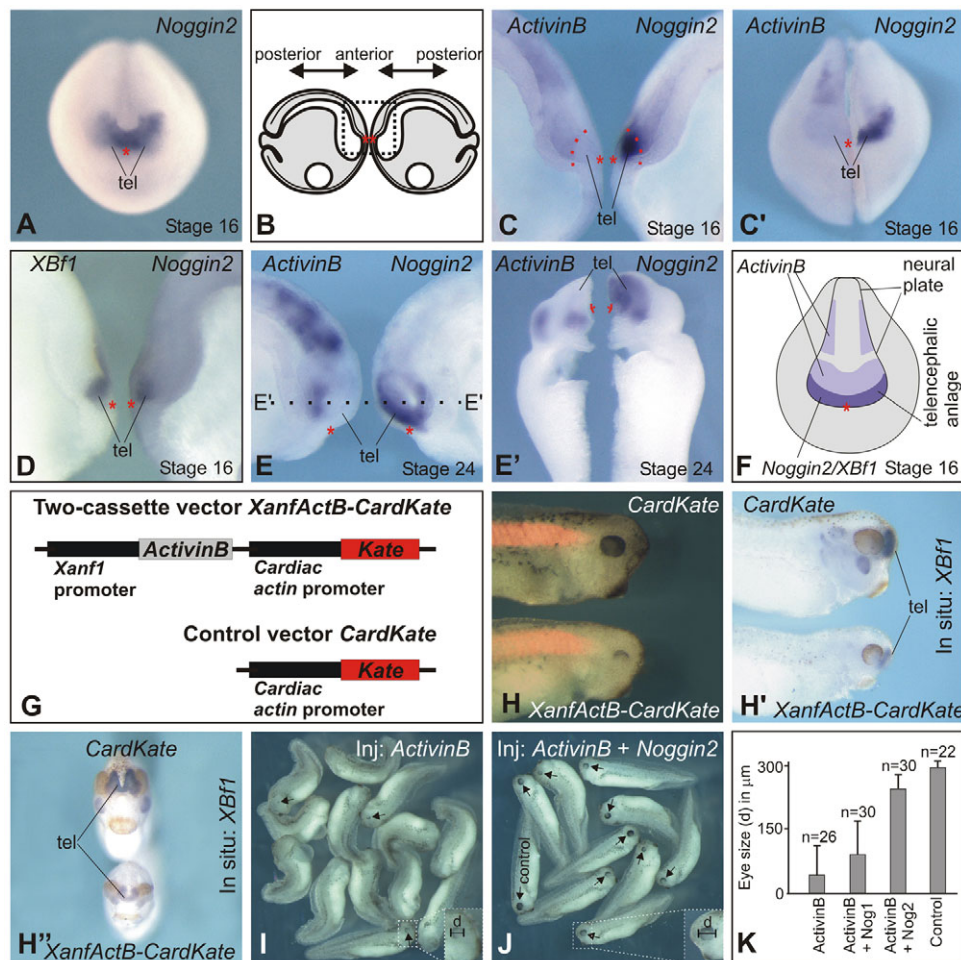 Noggin2
tel
A
Stage 16
posterior anterior posterior
**
B
ActivinB Noggin2
* *
tel
C
Stage 16
ActivinB Noggin2
*
tel
C'
Stage 16
XBf1 Noggin2
* *
tel
D
Stage 16
ActivinB Noggin2
E' E'
* *
tel
E
Stage 24
ActivinB tel Noggin2
* *
E'
Stage 24
ActivinB
neural
plate
telencephalic
anlage
*
Noggin2/XBf1
F
Stage 16
Two-cassette vector XanfActB-CardKate
ActivinB Kate
Xanf1
promoter
Cardiac
actin promoter
Control vector CardKate
Kate
Cardiac
actin promoter
G
CardKate
H
XanfActB-CardKate
CardKate
tel
In situ: XBf1
H'
XanfActB-CardKate
CardKate
tel
In situ: XBf1
H"
XanfActB-CardKate
Inj: ActivinB
d
I
Inj: ActivinB + Noggin2
control
d
J
Eye size (d) in µm
300
150
0
n=26
n=30
n=30
n=22
ActivinB
ActivinB
+ Nog1
ActivinB
+ Nog2
Control
K